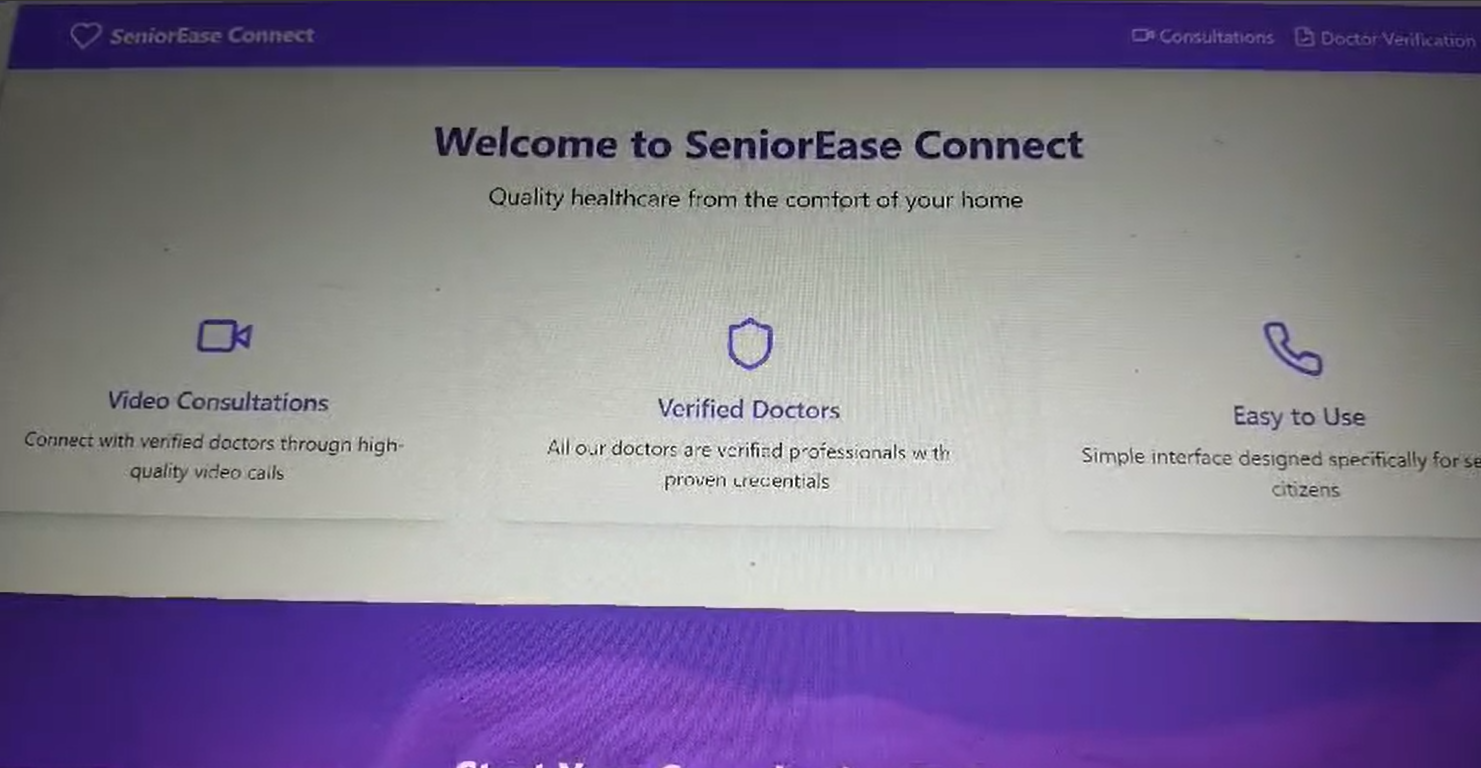 SeniorEase Connect
Consultations
Doctor Verification
Welcome to SeniorEase Connect
Quality healthcare from the comfort of your home
Video Consultations
Connect with verified doctors through high-
quality video calls
Verified Doctors
All our doctors are verified professionals with
proven credentials
Easy to Use
Simple interface designed specifically for se
citizens